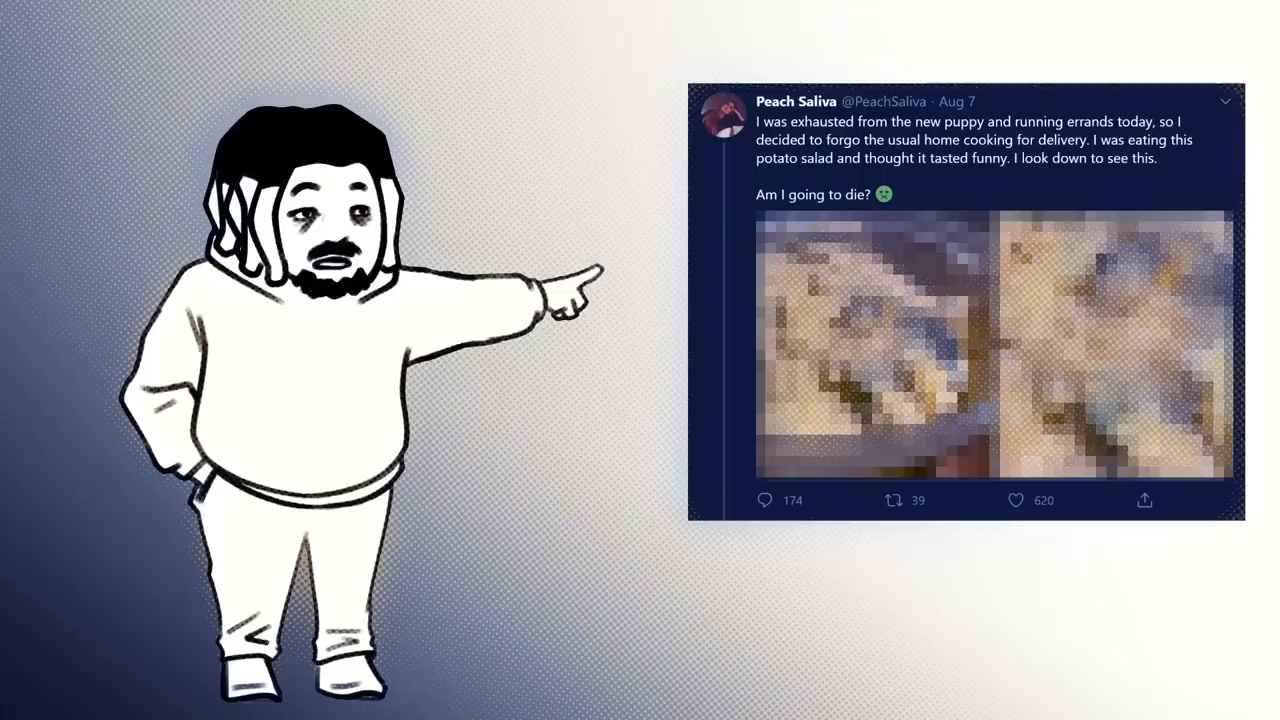 Peach Saliva @PeachSaliva · Aug 7
I was exhausted from the new puppy and running errands today, so I
decided to forgo the usual home cooking for delivery. I was eating this
potato salad and thought it tasted funny. I look down to see this.
Am I going to die? 🤢
174 39 620